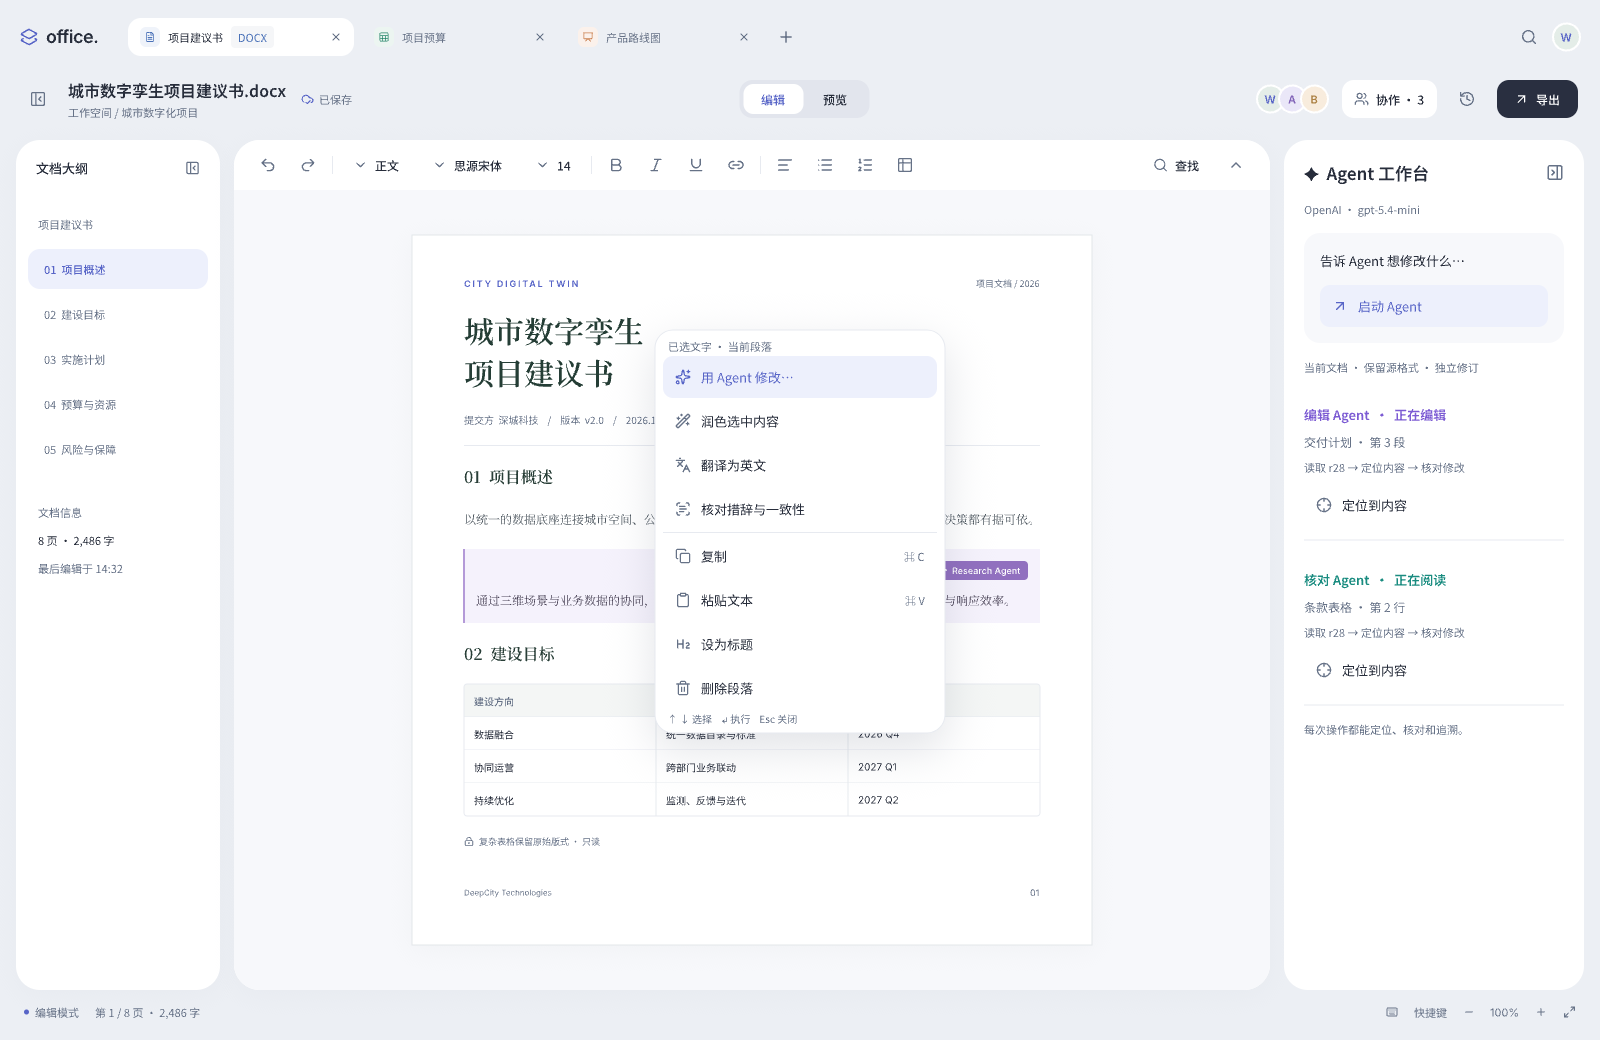 office.
项目建议书 DOCX
项目预算
产品路线图
W
城市数字孪生项目建议书.docx
已保存
工作空间 / 城市数字化项目
编辑 预览
W A B
协作 · 3
导出
文档大纲
项目建议书
01 项目概述
02 建设目标
03 实施计划
04 预算与资源
05 风险与保障
文档信息
8 页 · 2,486 字
最后编辑于 14:32
正文 思源宋体 14
查找
CITY DIGITAL TWIN
项目文档 / 2026
城市数字孪生
项目建议书
提交方 深城科技 / 版本 v2.0 / 2026.1
01 项目概述
以统一的数据底座连接城市空间、公
决策都有据可依。
Research Agent
通过三维场景与业务数据的协同,
与响应效率。
02 建设目标
建设方向
数据融合 统一数据目录与标准 2026 Q4
协同运营 跨部门业务联动 2027 Q1
持续优化 监测、反馈与迭代 2027 Q2
复杂表格保留原始版式 · 只读
DeepCity Technologies
01
已选文字 · 当前段落
用 Agent 修改…
润色选中内容
翻译为英文
核对措辞与一致性
复制 ⌘ C
粘贴文本 ⌘ V
H2 设为标题
删除段落
↑ ↓ 选择 ↲ 执行 Esc 关闭
Agent 工作台
OpenAI · gpt-5.4-mini
告诉 Agent 想修改什么…
启动 Agent
当前文档 · 保留源格式 · 独立修订
编辑 Agent · 正在编辑
交付计划 · 第 3 段
读取 r28 → 定位内容 → 核对修改
定位到内容
核对 Agent · 正在阅读
条款表格 · 第 2 行
读取 r28 → 定位内容 → 核对修改
定位到内容
每次操作都能定位、核对和追溯。
编辑模式 第 1 / 8 页 · 2,486 字
快捷键 100%